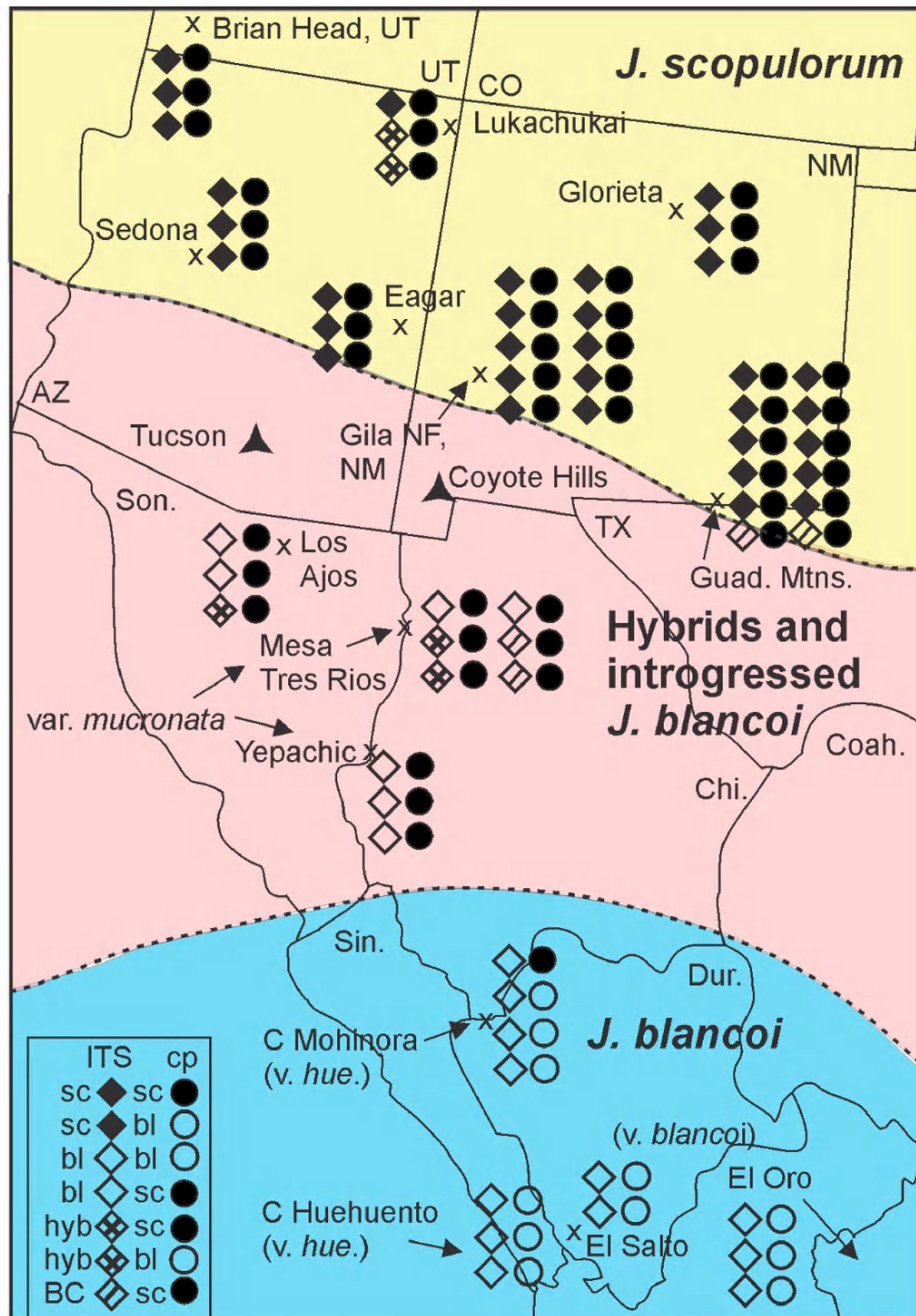 x Brian Head, UT
J. scopulorum
UT
CO
x Lukachukai
NM
Glorieta
x
Sedona
x
Eagar
x
x
AZ
Tucson
Gila NF,
NM
Coyote Hills
x
Son.
TX
x Los
Ajos
Guad. Mtns.
Hybrids and
introgressed
J. blancoi
x
Mesa
Tres Rios
var. mucronata
Yepachic x
Coah.
Chi.
Sin.
Dur.
C Mohinora x
(v. hue.)
J. blancoi
(v. blancoi)
El Oro
C Huehuento
(v. hue.)
x
El Salto
ITS cp
sc sc
sc bl
bl bl
bl sc
hyb sc
hyb bl
BC sc